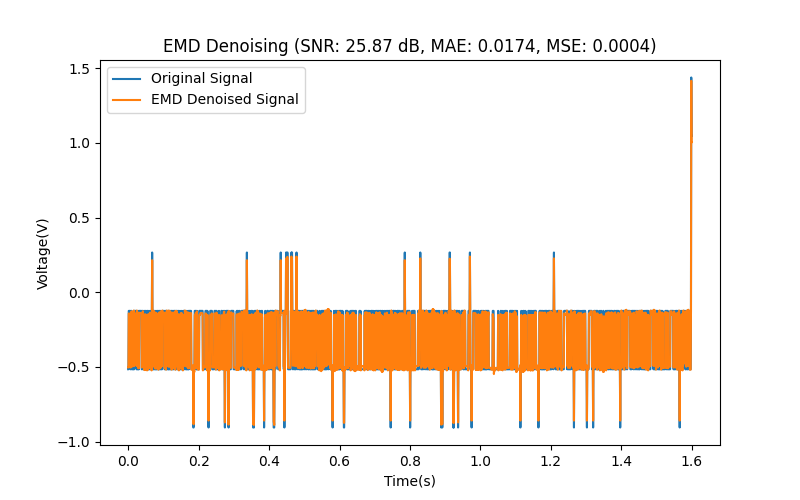 EMD Denoising (SNR: 25.87 dB, MAE: 0.0174, MSE: 0.0004)
Original Signal
EMD Denoised Signal
1.5
1.0
0.5
0.0
−0.5
−1.0
Voltage(V)
0.0 0.2 0.4 0.6 0.8 1.0 1.2 1.4 1.6
Time(s)